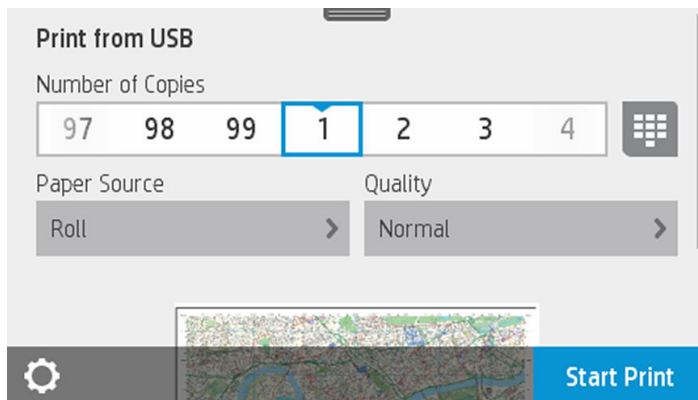 Print from USB
Number of Copies
97 98 99 1 2 3 4
Paper Source Quality
Roll Normal
Start Print